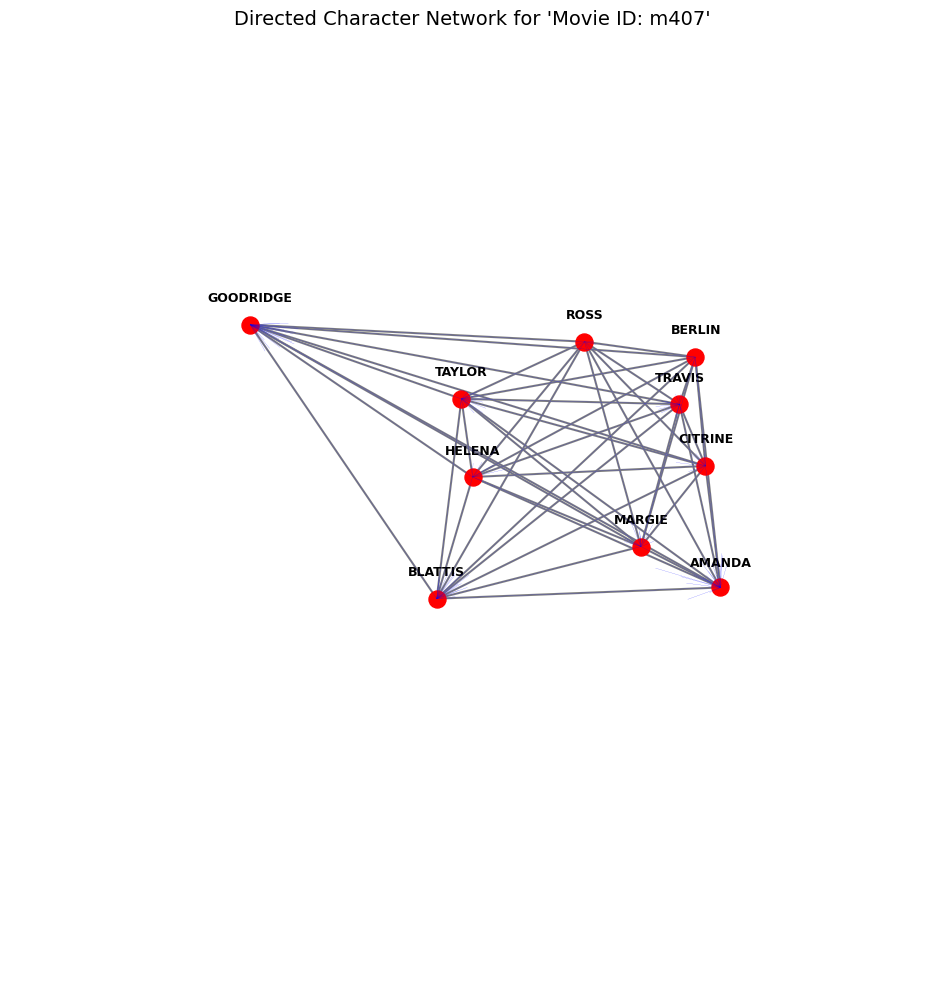 Directed Character Network for 'Movie ID: m407'
GOODRIDGE
ROSS
BERLIN
TAYLOR
TRAVIS
CITRINE
HELENA
MARGIE
AMANDA
BLATTIS